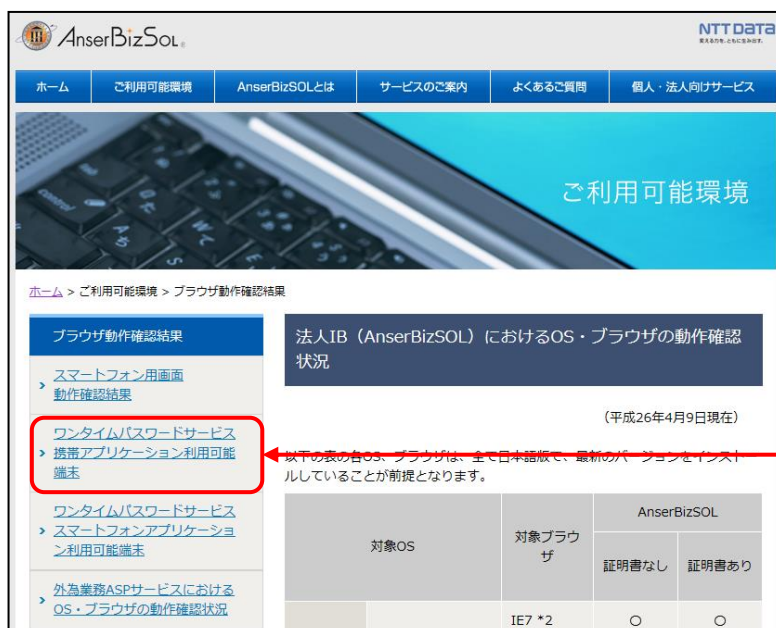 AnserBizSOL®
NTT DATA
変える力を、ともに生み出す。
ホーム
ご利用可能環境
AnserBizSOLとは
サービスのご案内
よくあるご質問
個人・法人向けサービス
ご利用可能環境
ホーム > ご利用可能環境 > ブラウザ動作確認結果
ブラウザ動作確認結果
スマートフォン用画面
動作確認結果
ワンタイムパスワードサービス
携帯アプリケーション利用可能
端末
ワンタイムパスワードサービス
スマートフォンアプリケーショ
ン利用可能端末
外為業務ASPサービスにおける
OS・ブラウザの動作確認状況
法人IB（AnserBizSOL）におけるOS・ブラウザの動作確認
状況
（平成26年4月9日現在）
以下の表の各OS、ブラウザは、全て日本語版で、最新のバージョンをインストー
ルしていることが前提となります。
対象OS
対象ブラウ
ザ
AnserBizSOL
証明書なし
証明書あり
IE7 *2
○
○